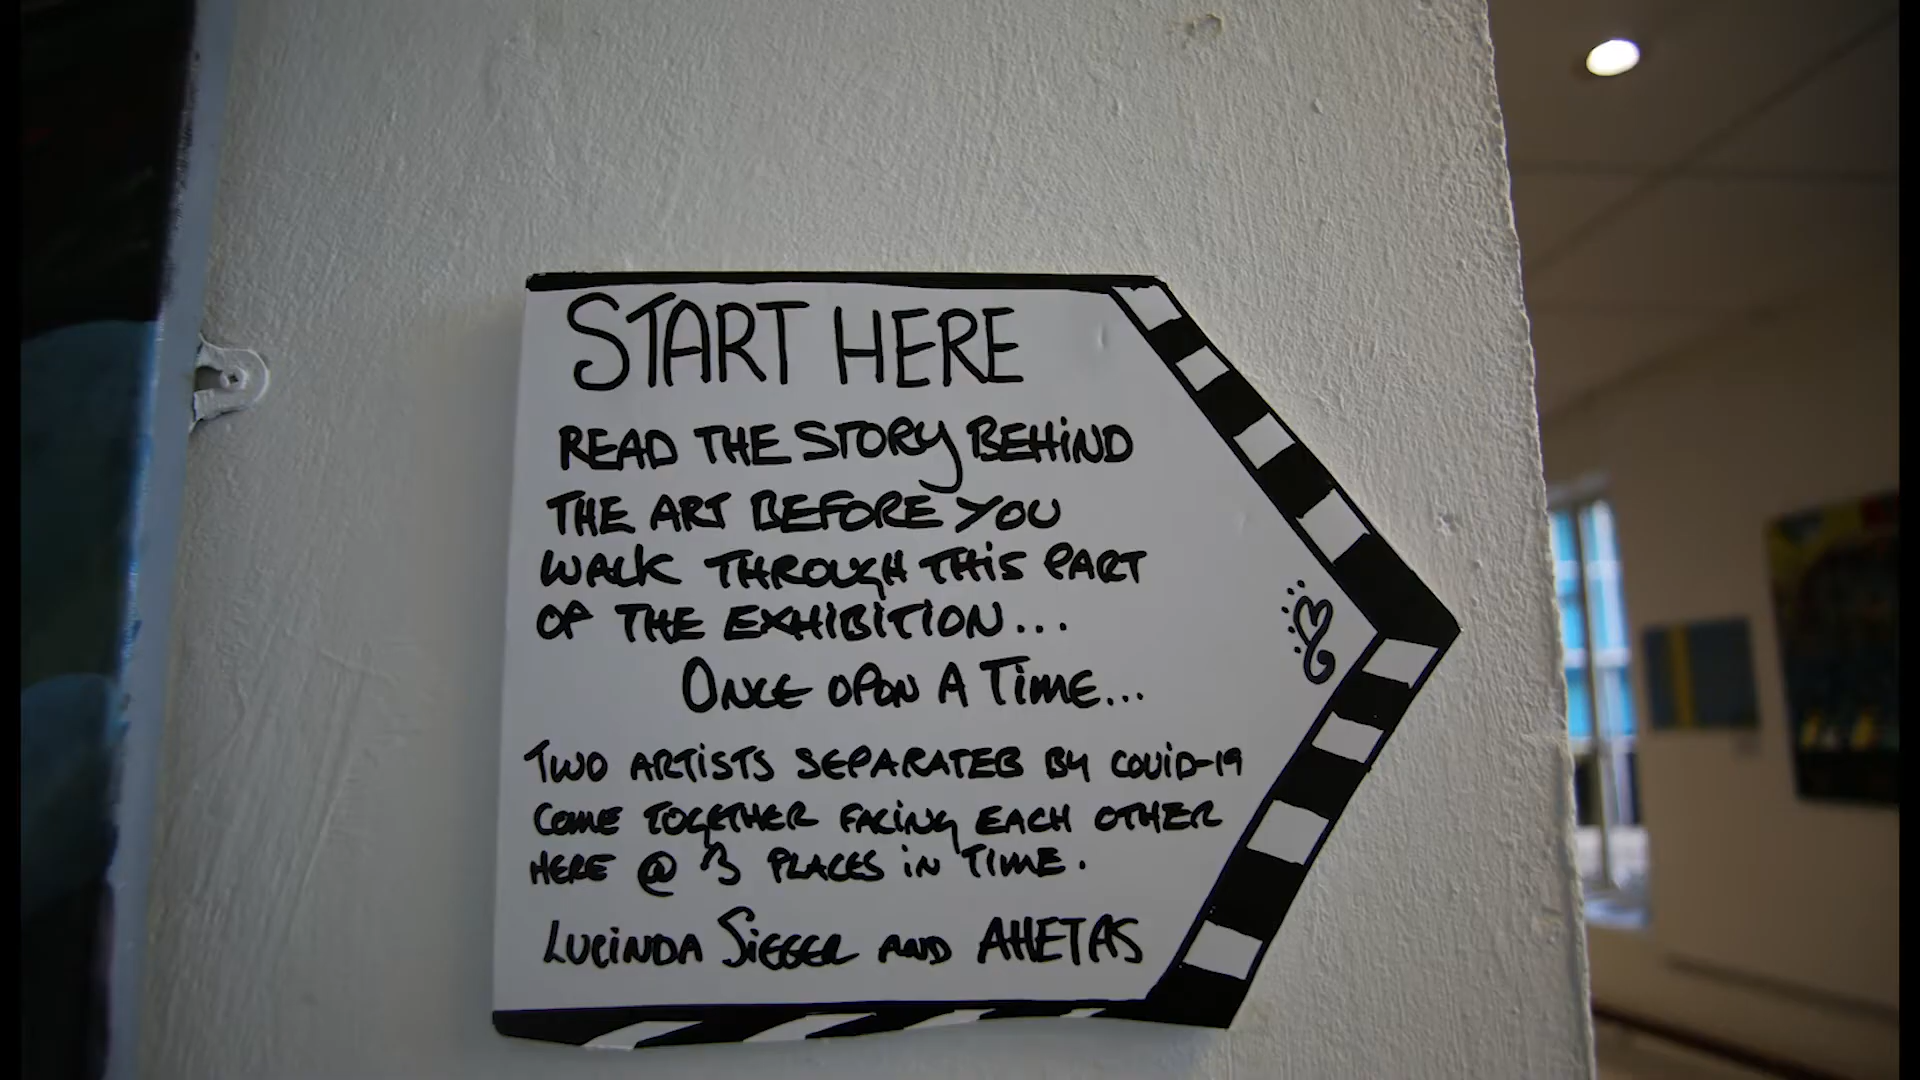 START HERE
READ THE STORY BEHIND
THE ART BEFORE YOU
WALK THROUGH THIS PART
OF THE EXHIBITION...
ONCE UPON A TIME...
TWO ARTISTS SEPARATED BY COVID-19
COME TOGETHER FACING EACH OTHER
HERE @ 3 PLACES IN TIME.
LUCINDA SIEGER AND AHETAS